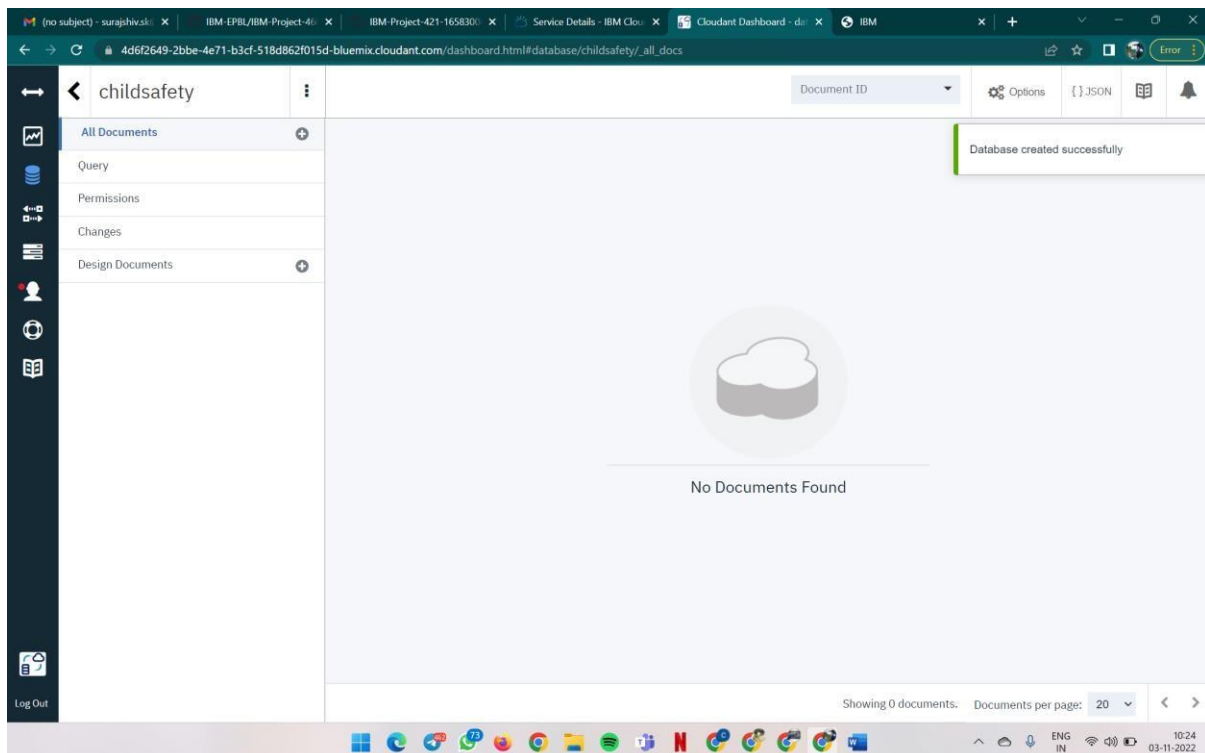 (no subject) - surajshiv.sk
IBM-EPBL/IBM-Project-46
IBM-Project-421-1658300
Service Details - IBM Clou
Cloudant Dashboard - dat
IBM
4d6f2649-2bbe-4e71-b3cf-518d862f015d-bluemix.cloudant.com/dashboard.html#database/childsafety/_all_docs
Error
childsafety
Document ID
Options
{ } JSON
All Documents
Database created successfully
Query
Permissions
Changes
Design Documents
No Documents Found
Log Out
Showing 0 documents.
Documents per page: 20
73
ENG
IN
10:24
03-11-2022